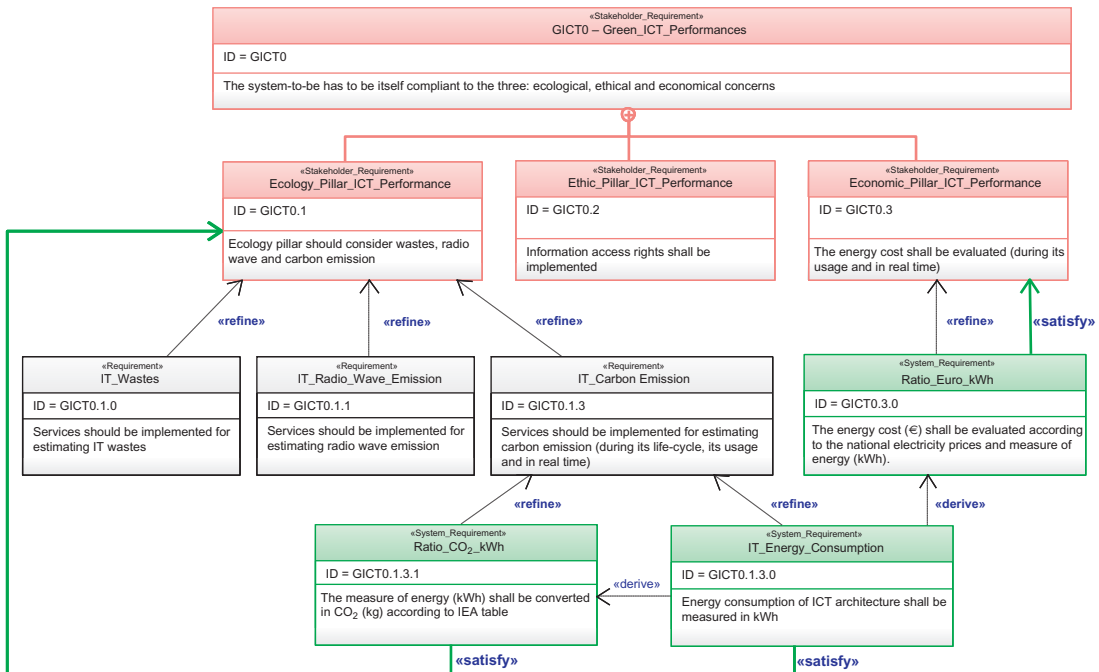 «Stakeholder_Requirement»
GICT0 – Green_ICT_Performances
ID = GICT0
The system-to-be has to be itself compliant to the three: ecological, ethical and economical concerns
«Stakeholder_Requirement»
Ecology_Pillar_ICT_Performance
ID = GICT0.1
Ecology pillar should consider wastes, radio
wave and carbon emission
«Stakeholder_Requirement»
Ethic_Pillar_ICT_Performance
ID = GICT0.2
Information access rights shall be
implemented
«Stakeholder_Requirement»
Economic_Pillar_ICT_Performance
ID = GICT0.3
The energy cost shall be evaluated (during its
usage and in real time)
«refine»
«refine»
«refine»
«refine»
«satisfy»
«Requirement»
IT_Wastes
ID = GICT0.1.0
Services should be implemented for
estimating IT wastes
«Requirement»
IT_Radio_Wave_Emission
ID = GICT0.1.1
Services should be implemented for
estimating radio wave emission
«Requirement»
IT_Carbon Emission
ID = GICT0.1.3
Services should be implemented for estimating
carbon emission (during its life-cycle, its usage
and in real time)
«System_Requirement»
Ratio_Euro_kWh
ID = GICT0.3.0
The energy cost (€) shall be evaluated according
to the national electricity prices and measure of
energy (kWh).
«refine»
«refine»
«derive»
«System_Requirement»
Ratio_CO₂_kWh
ID = GICT0.1.3.1
The measure of energy (kWh) shall be converted
in CO₂ (kg) according to IEA table
«derive»
«System_Requirement»
IT_Energy_Consumption
ID = GICT0.1.3.0
Energy consumption of ICT architecture shall be
measured in kWh
«satisfy»
«satisfy»